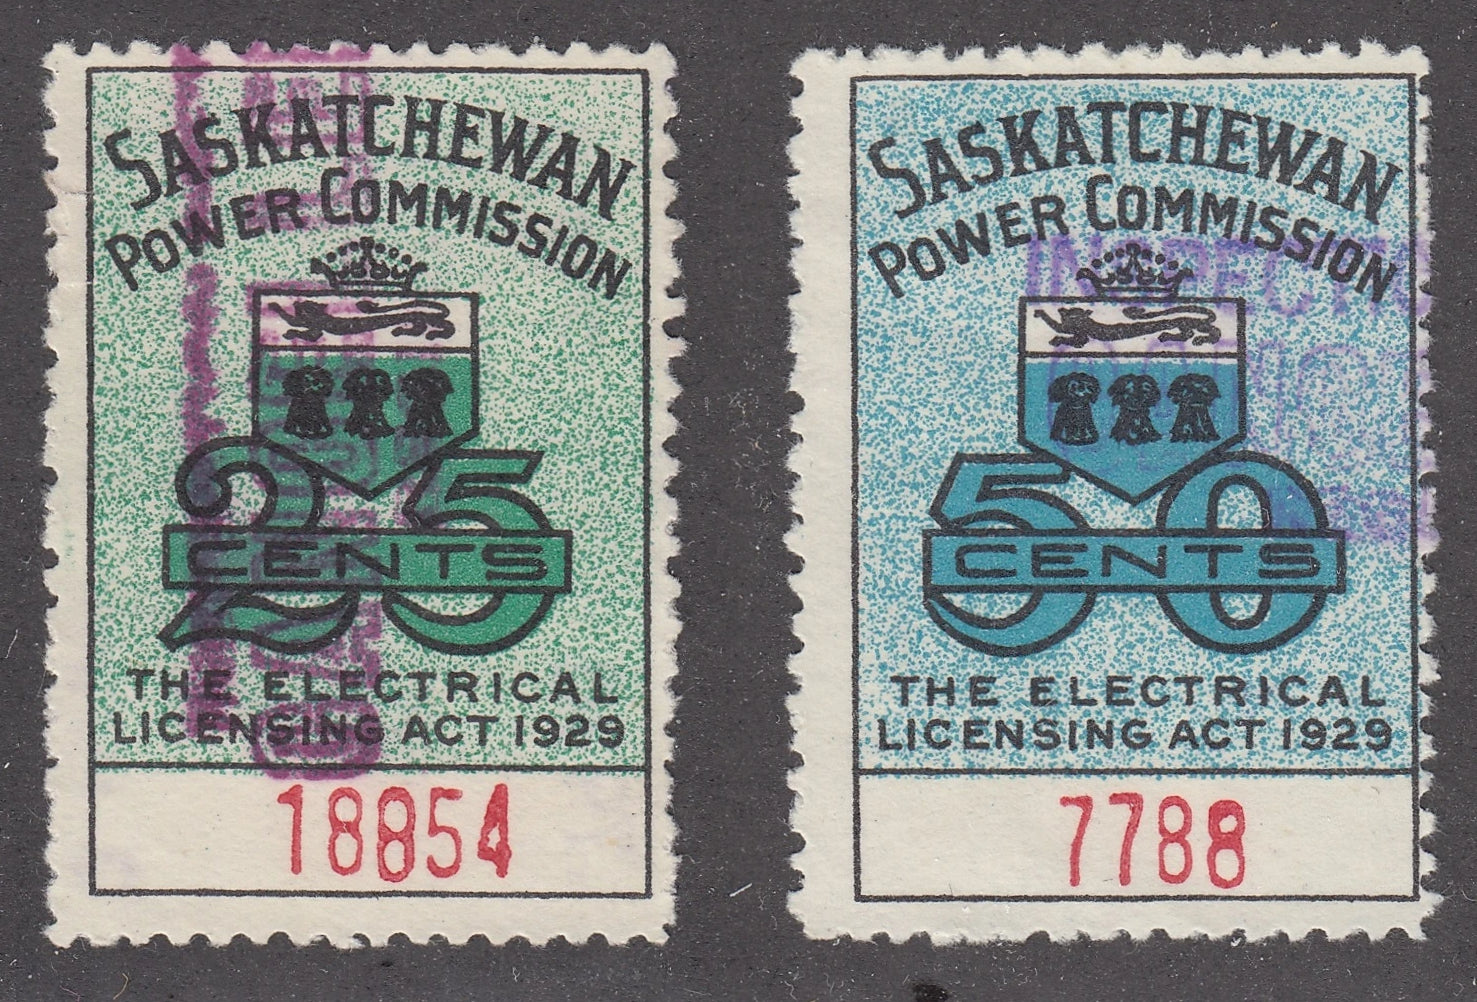 SASKATCHEWAN
POWER COMMISSION
25
CENTS
THE ELECTRICAL
LICENSING ACT 1929
18854
SASKATCHEWAN
POWER COMMISSION
50
CENTS
THE ELECTRICAL
LICENSING ACT 1929
7788